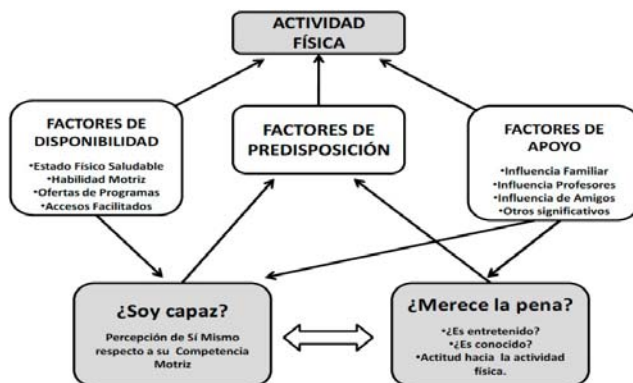 ACTIVIDAD
FÍSICA
FACTORES DE
DISPONIBILIDAD
•Estado Físico Saludable
•Habilidad Motriz
•Ofertas de Programas
•Accesos Facilitados
FACTORES DE
PREDISPOSICIÓN
FACTORES DE
APOYO
•Influencia Familiar
•Influencia Profesores
•Influencia de Amigos
•Otros significativos
¿Soy capaz?
Percepción de Sí Mismo
respecto a su Competencia
Motriz
¿Merece la pena?
•¿Es entretenido?
•¿Es conocido?
•Actitud hacia la actividad
física.